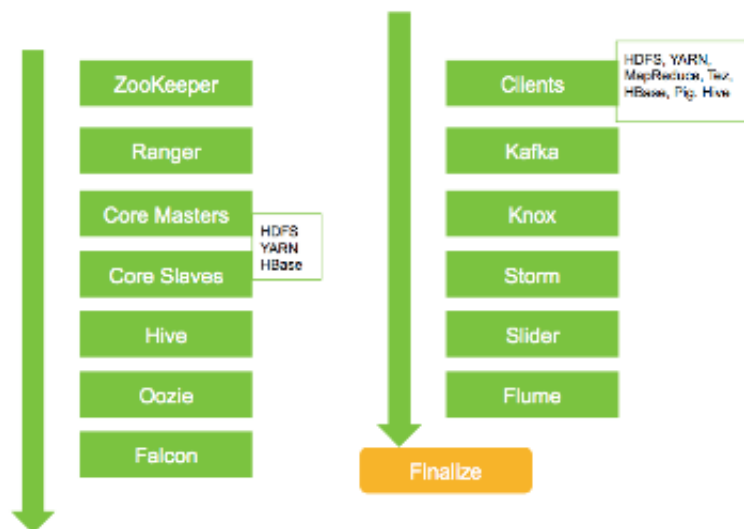 ZooKeeper
Ranger
Core Masters
HDFS
YARN
HBase
Core Slaves
Hive
Oozie
Falcon
Clients
HDFS, YARN,
MapReduce, Tez,
HBase, Pig, Hive
Kafka
Knox
Storm
Slider
Flume
Finalize